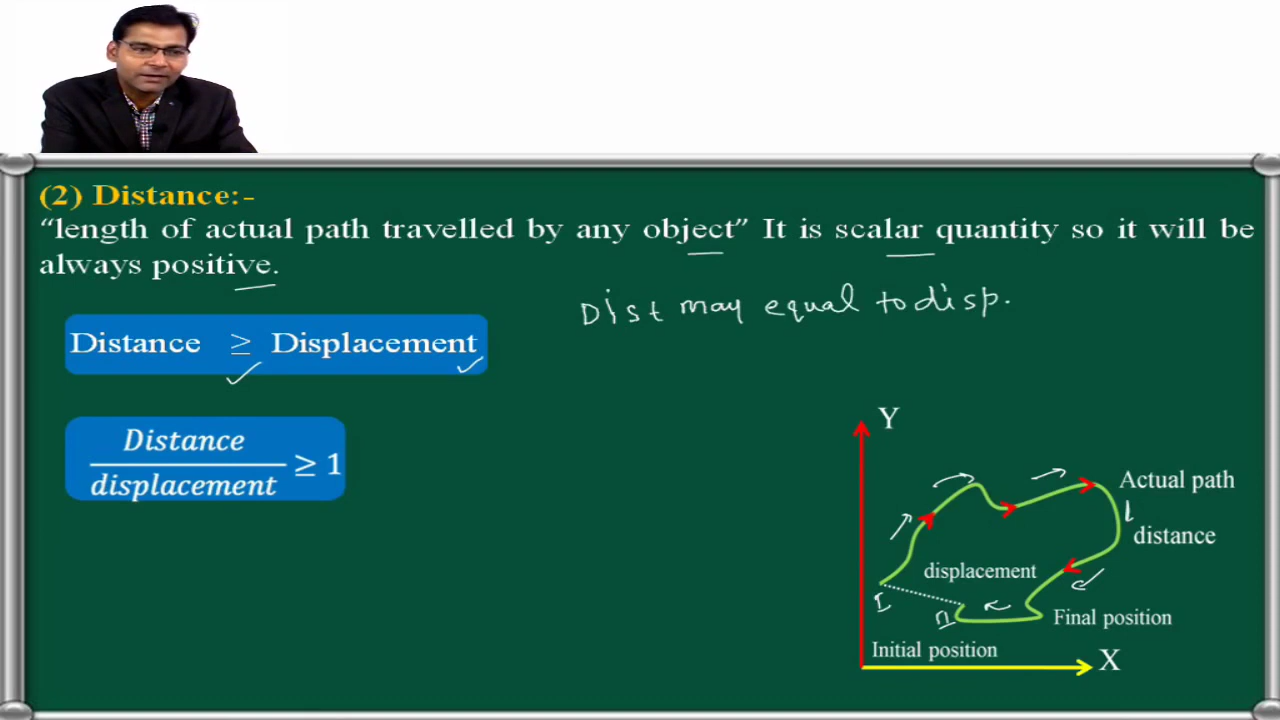 (2) Distance:-
“length of actual path travelled by any object” It is scalar quantity so it will be
always positive.
Dist may equal to disp.
Distance ≥ Displacement
Distance
displacement ≥ 1
Y
Actual path
distance
displacement
I
II
Final position
Initial position
X